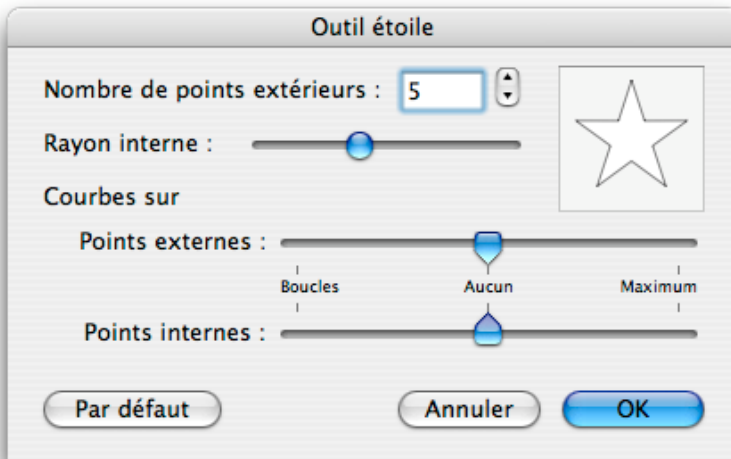 Outil étoile
Nombre de points extérieurs : 5
Rayon interne :
Courbes sur
Points externes :
Boucles Aucun Maximum
Points internes :
Par défaut Annuler OK